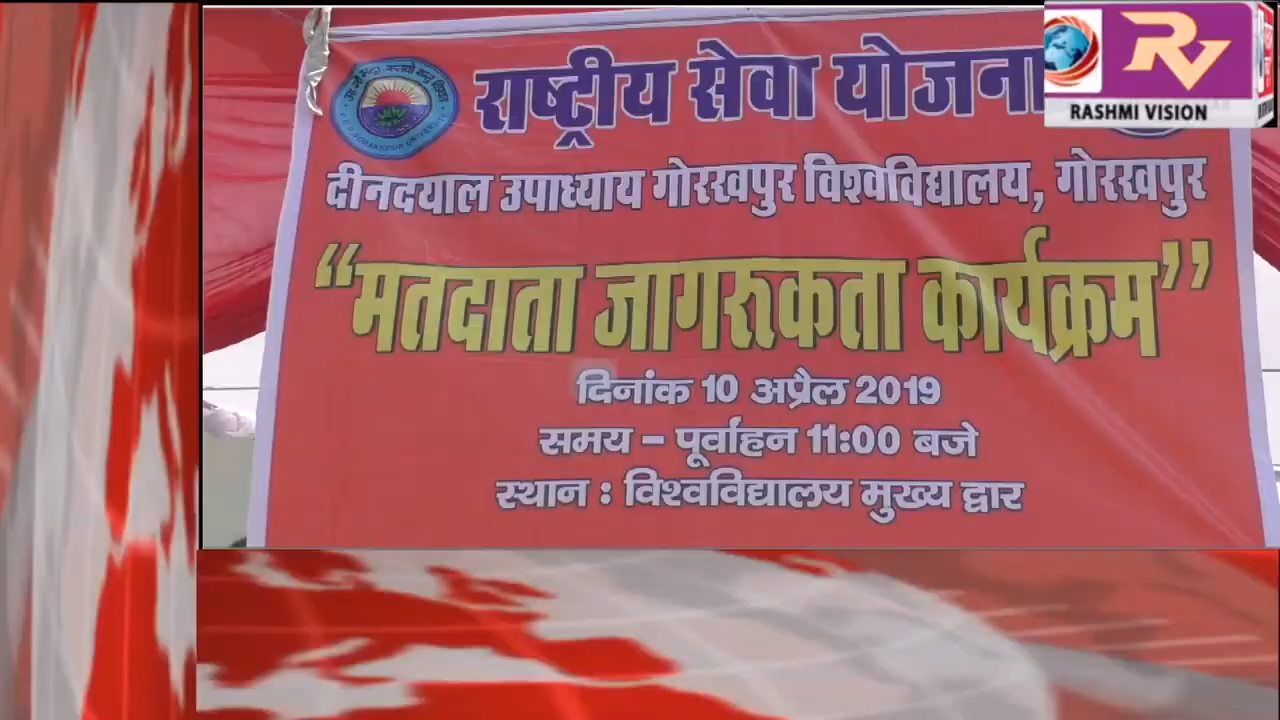 राष्ट्रीय सेवा योजना
दीनदयाल उपाध्याय गोरखपुर विश्वविद्यालय, गोरखपुर
“मतदाता जागरूकता कार्यक्रम”
दिनांक 10 अप्रैल 2019
समय – पूर्वाहन 11:00 बजे
स्थान : विश्वविद्यालय मुख्य द्वार
RV
RASHMI VISION